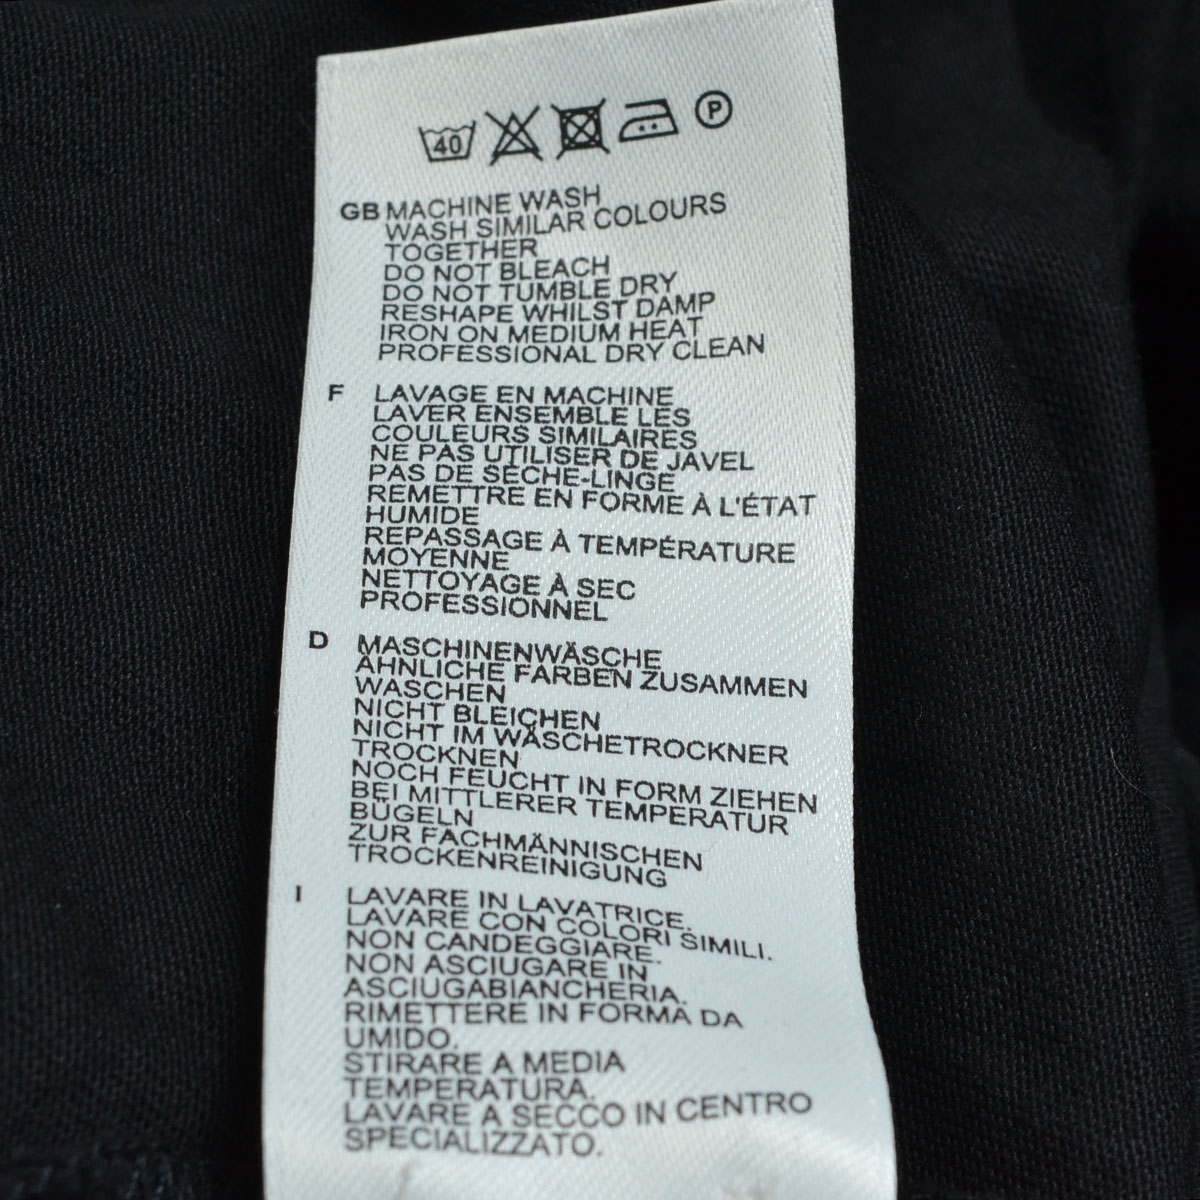 40 P
GB MACHINE WASH
WASH SIMILAR COLOURS
TOGETHER
DO NOT BLEACH
DO NOT TUMBLE DRY
RESHAPE WHILST DAMP
IRON ON MEDIUM HEAT
PROFESSIONAL DRY CLEAN
F LAVAGE EN MACHINE
LAVER ENSEMBLE LES
COULEURS SIMILAIRES
NE PAS UTILISER DE JAVEL
PAS DE SÈCHE-LINGE
REMETTRE EN FORME À L'ÉTAT
HUMIDE
REPASSAGE À TEMPÉRATURE
MOYENNE
NETTOYAGE À SEC
PROFESSIONNEL
D MASCHINENWÄSCHE
ÄHNLICHE FARBEN ZUSAMMEN
WASCHEN
NICHT BLEICHEN
NICHT IM WÄSCHETROCKNER
TROCKNEN
NOCH FEUCHT IN FORM ZIEHEN
BEI MITTLERER TEMPERATUR
BÜGELN
ZUR FACHMÄNNISCHEN
TROCKENREINIGUNG
I LAVARE IN LAVATRICE.
LAVARE CON COLORI SIMILI.
NON CANDEGGIARE.
NON ASCIUGARE IN
ASCIUGABIANCHERIA.
RIMETTERE IN FORMA DA
UMIDO.
STIRARE A MEDIA
TEMPERATURA.
LAVARE A SECCO IN CENTRO
SPECIALIZZATO.